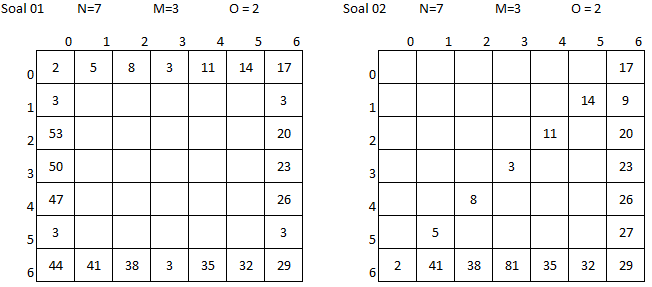 Soal 01 N=7 M=3 O = 2 Soal 02 N=7 M=3 O = 2
0 1 2 3 4 5 6 0 1 2 3 4 5 6
0 2 5 8 3 11 14 17 0 17
1 3 3 1 14 9
2 53 20 2 11 20
3 50 23 3 3 23
4 47 26 4 8 26
5 3 3 5 5 27
6 44 41 38 3 35 32 29 6 2 41 38 81 35 32 29